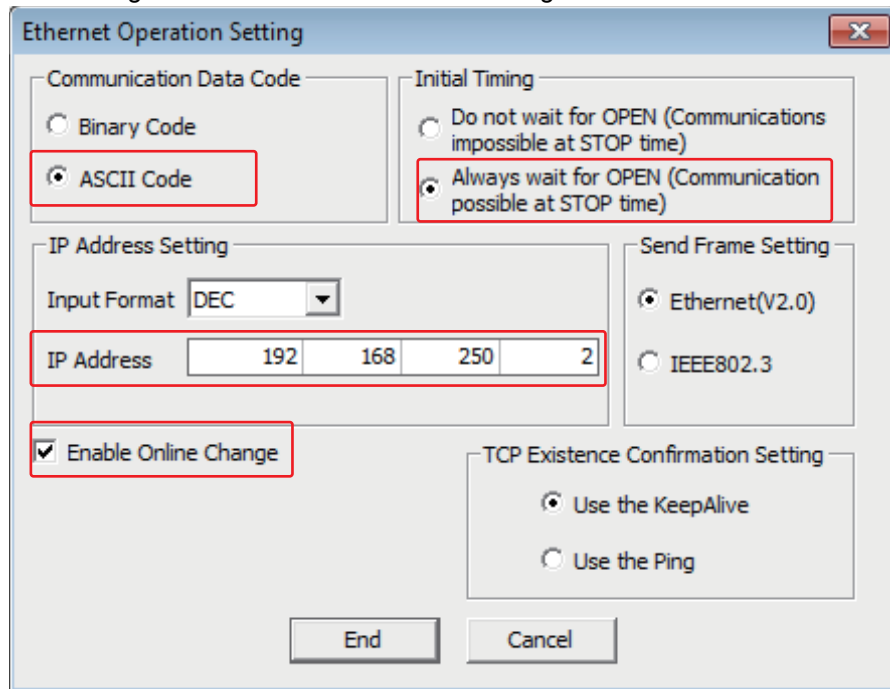 Ethernet Operation Setting
Communication Data Code
Binary Code
ASCII Code
Initial Timing
Do not wait for OPEN (Communications
impossible at STOP time)
Always wait for OPEN (Communication
possible at STOP time)
IP Address Setting
Input Format DEC
IP Address 192 168 250 2
Send Frame Setting
Ethernet(V2.0)
IEEE802.3
Enable Online Change
TCP Existence Confirmation Setting
Use the KeepAlive
Use the Ping
End Cancel